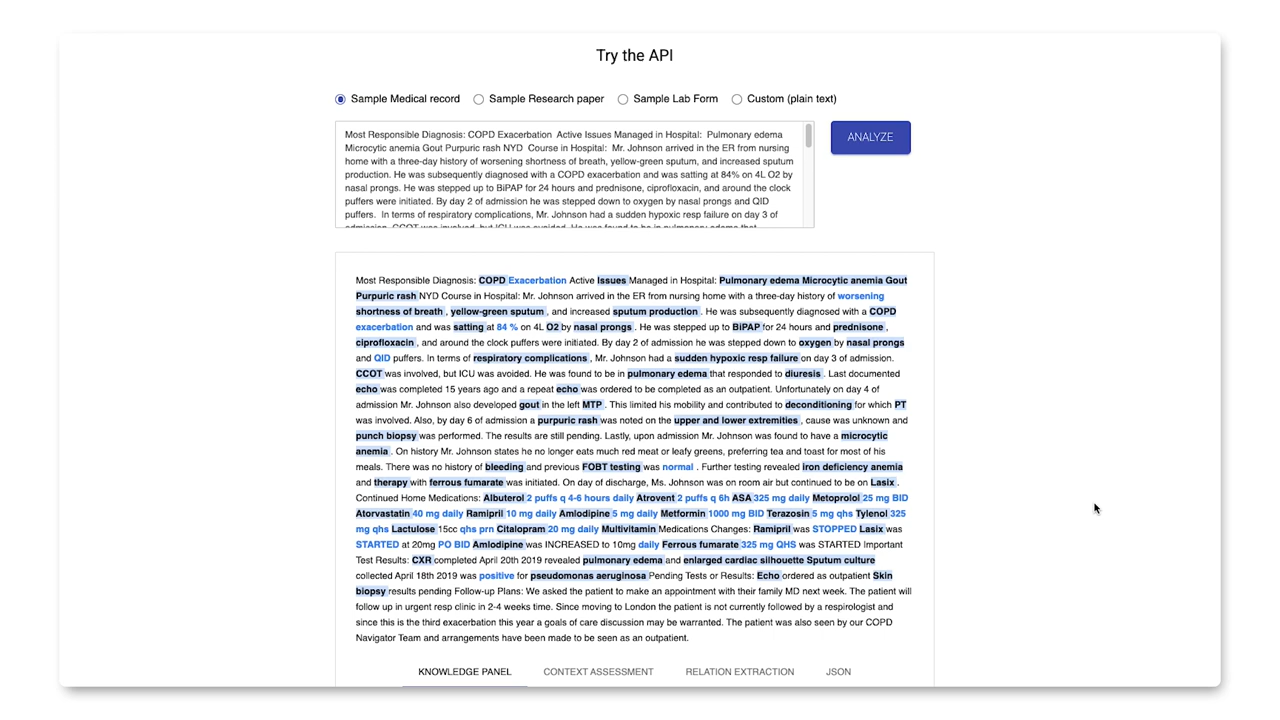 Try the API
Sample Medical record Sample Research paper Sample Lab Form Custom (plain text)
Most Responsible Diagnosis: COPD Exacerbation Active Issues Managed in Hospital: Pulmonary edema
Microcytic anemia Gout Purpuric rash NYD Course in Hospital: Mr. Johnson arrived in the ER from nursing
home with a three-day history of worsening shortness of breath, yellow-green sputum, and increased sputum
production. He was subsequently diagnosed with a COPD exacerbation and was satting at 84% on 4L O2 by
nasal prongs. He was stepped up to BiPAP for 24 hours and prednisone, ciprofloxacin, and around the clock
puffers were initiated. By day 2 of admission he was stepped down to oxygen by nasal prongs and QID
puffers. In terms of respiratory complications, Mr. Johnson had a sudden hypoxic resp failure on day 3 of
admission. CCOT was involved, but ICU was avoided. He was found to be in pulmonary edema that
ANALYZE
Most Responsible Diagnosis: COPD Exacerbation Active Issues Managed in Hospital: Pulmonary edema Microcytic anemia Gout
Purpuric rash NYD Course in Hospital: Mr. Johnson arrived in the ER from nursing home with a three-day history of worsening
shortness of breath , yellow-green sputum , and increased sputum production . He was subsequently diagnosed with a COPD
exacerbation and was satting at 84 % on 4L O2 by nasal prongs . He was stepped up to BiPAP for 24 hours and prednisone ,
ciprofloxacin , and around the clock puffers were initiated. By day 2 of admission he was stepped down to oxygen by nasal prongs
and QID puffers. In terms of respiratory complications , Mr. Johnson had a sudden hypoxic resp failure on day 3 of admission.
CCOT was involved, but ICU was avoided. He was found to be in pulmonary edema that responded to diuresis . Last documented
echo was completed 15 years ago and a repeat echo was ordered to be completed as an outpatient. Unfortunately on day 4 of
admission Mr. Johnson also developed gout in the left MTP . This limited his mobility and contributed to deconditioning for which PT
was involved. Also, by day 6 of admission a purpuric rash was noted on the upper and lower extremities , cause was unknown and
punch biopsy was performed. The results are still pending. Lastly, upon admission Mr. Johnson was found to have a microcytic
anemia . On history Mr. Johnson states he no longer eats much red meat or leafy greens, preferring tea and toast for most of his
meals. There was no history of bleeding and previous FOBT testing was normal . Further testing revealed iron deficiency anemia
and therapy with ferrous fumarate was initiated. On day of discharge, Ms. Johnson was on room air but continued to be on Lasix .
Continued Home Medications: Albuterol 2 puffs q 4-6 hours daily Atrovent 2 puffs q 6h ASA 325 mg daily Metoprolol 25 mg BID
Atorvastatin 40 mg daily Ramipril 10 mg daily Amlodipine 5 mg daily Metformin 1000 mg BID Terazosin 5 mg qhs Tylenol 325
mg qhs Lactulose 15cc qhs prn Citalopram 20 mg daily Multivitamin Medications Changes: Ramipril was STOPPED Lasix was
STARTED at 20mg PO BID Amlodipine was INCREASED to 10mg daily Ferrous fumarate 325 mg QHS was STARTED Important
Test Results: CXR completed April 20th 2019 revealed pulmonary edema and enlarged cardiac silhouette Sputum culture
collected April 18th 2019 was positive for pseudomonas aeruginosa Pending Tests or Results: Echo ordered as outpatient Skin
biopsy results pending Follow-up Plans: We asked the patient to make an appointment with their family MD next week. The patient will
follow up in urgent resp clinic in 2-4 weeks time. Since moving to London the patient is not currently followed by a respirologist and
since this is the third exacerbation this year a goals of care discussion may be warranted. The patient was also seen by our COPD
Navigator Team and arrangements have been made to be seen as an outpatient.
KNOWLEDGE PANEL CONTEXT ASSESSMENT RELATION EXTRACTION JSON